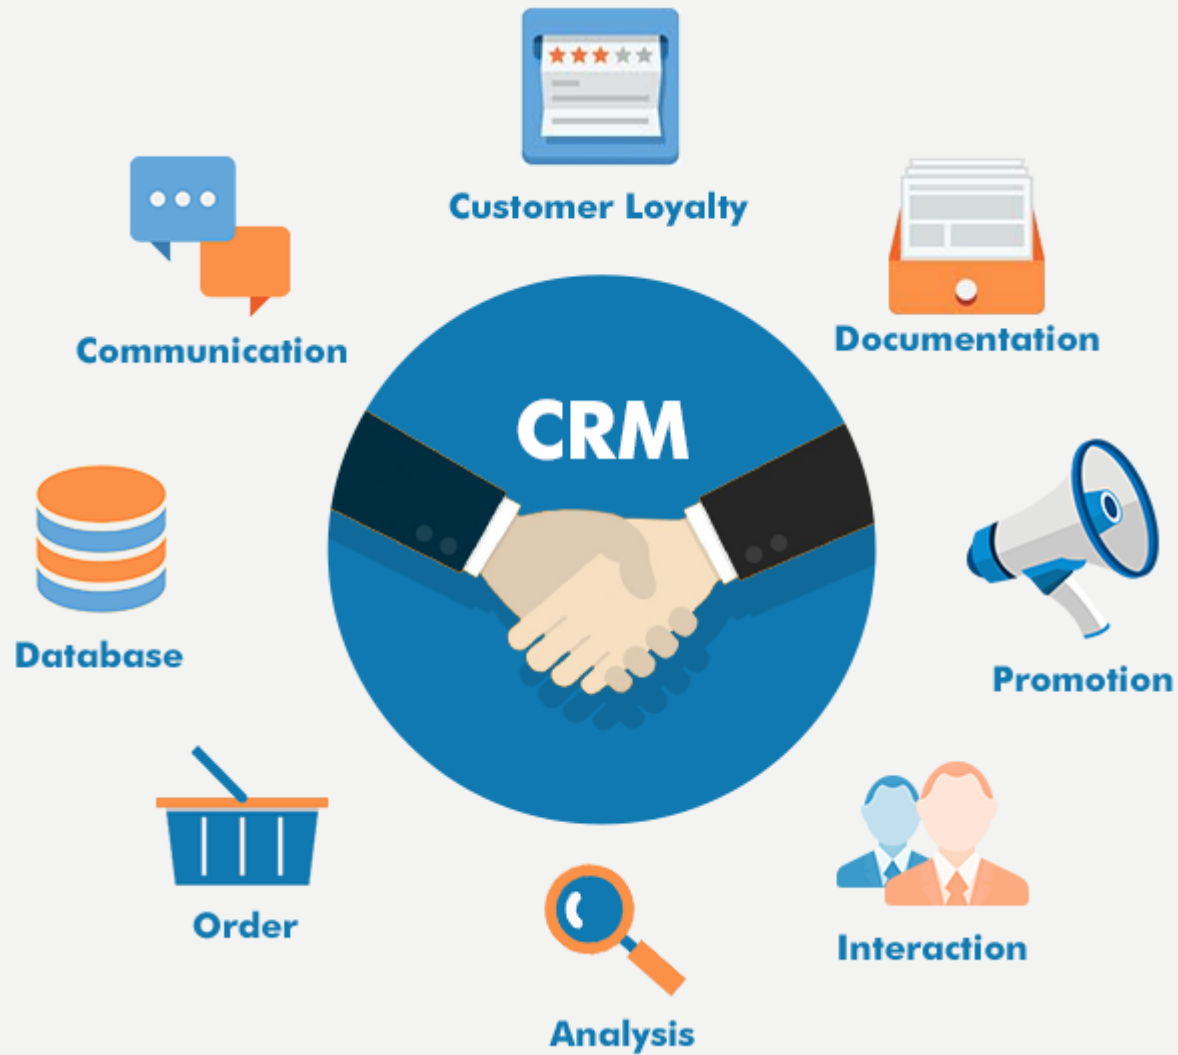 Customer Loyalty
Communication
Documentation
CRM
Database
Promotion
Order
Interaction
Analysis